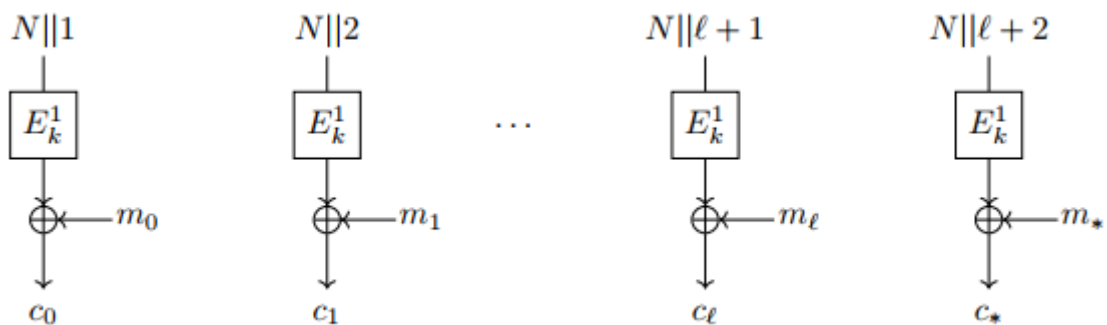 N||1 N||2 N||ℓ + 1 N||ℓ + 2
E_k^1 E_k^1 ⋯ E_k^1 E_k^1
m_0 m_1 m_ℓ m_*
c_0 c_1 c_ℓ c_*